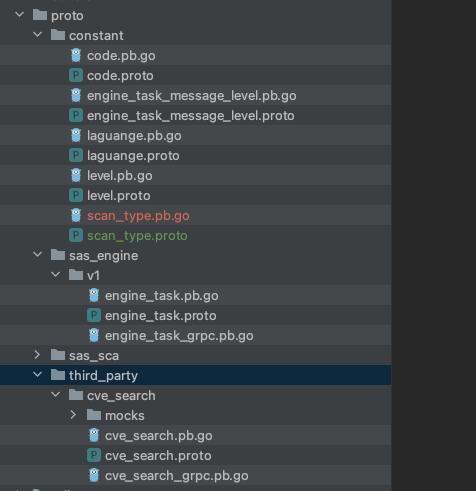 proto
constant
code.pb.go
code.proto
engine_task_message_level.pb.go
engine_task_message_level.proto
laguange.pb.go
laguange.proto
level.pb.go
level.proto
scan_type.pb.go
scan_type.proto
sas_engine
v1
engine_task.pb.go
engine_task.proto
engine_task_grpc.pb.go
sas_sca
third_party
cve_search
mocks
cve_search.pb.go
cve_search.proto
cve_search_grpc.pb.go